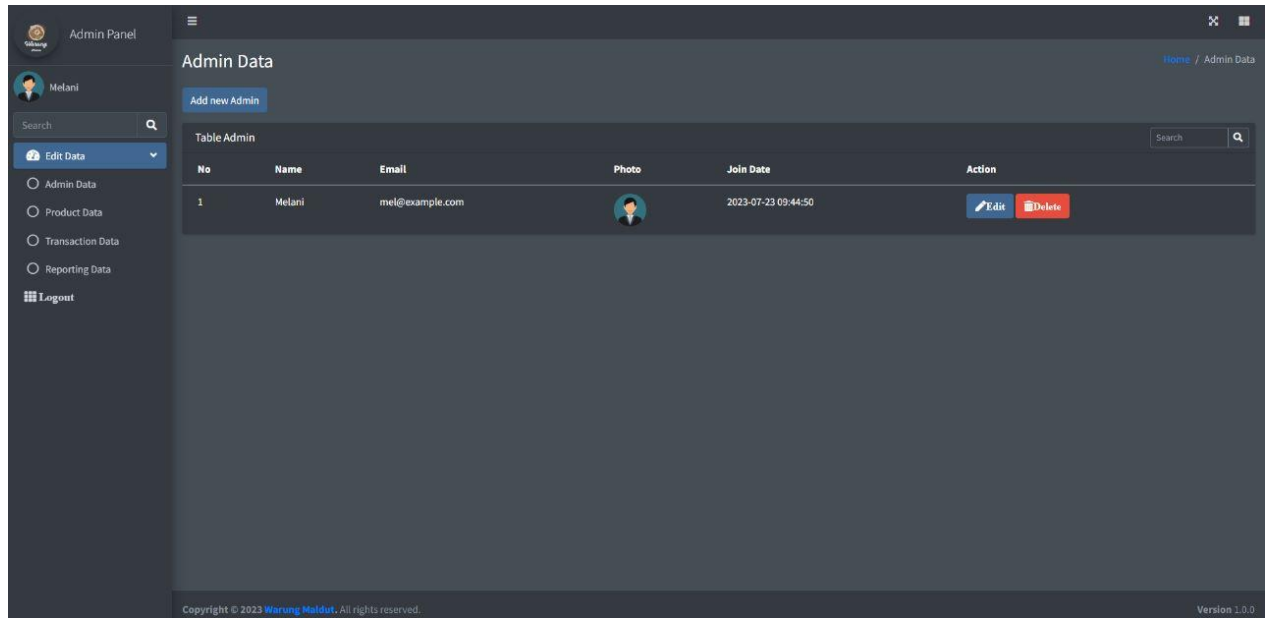 Warung
Admin Panel
Melani
Search
Edit Data
Admin Data
Product Data
Transaction Data
Reporting Data
Logout
Admin Data
Home / Admin Data
Add new Admin
Table Admin
Search
No Name Email Photo Join Date Action
1 Melani mel@example.com 2023-07-23 09:44:50 Edit Delete
Copyright © 2023 Warung Maldut. All rights reserved.
Version 1.0.0